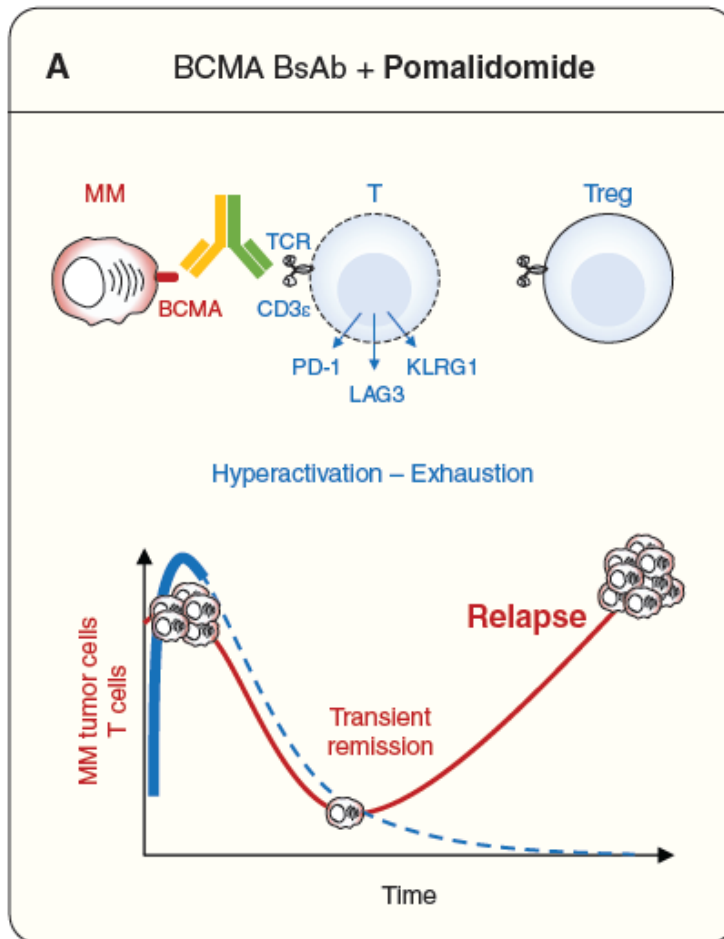 A
BCMA BsAb + Pomalidomide
MM
T
Treg
TCR
BCMA
CD3ε
PD-1
KLRG1
LAG3
Hyperactivation – Exhaustion
MM tumor cells
T cells
Relapse
Transient
remission
Time